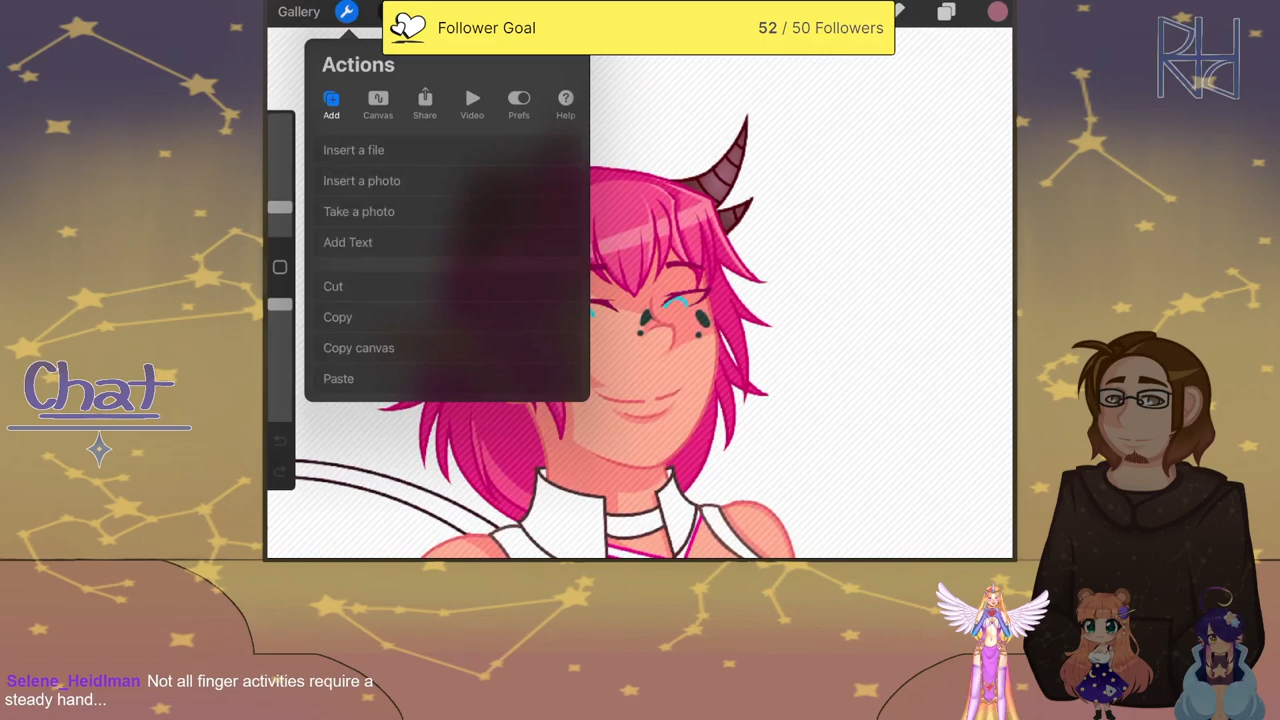 Gallery
Follower Goal 52 / 50 Followers
Actions
Add Canvas Share Video Prefs Help
Insert a file
Insert a photo
Take a photo
Add Text
Cut
Copy
Copy canvas
Paste
Chat
Selene_Heidlman Not all finger activities require a
steady hand...